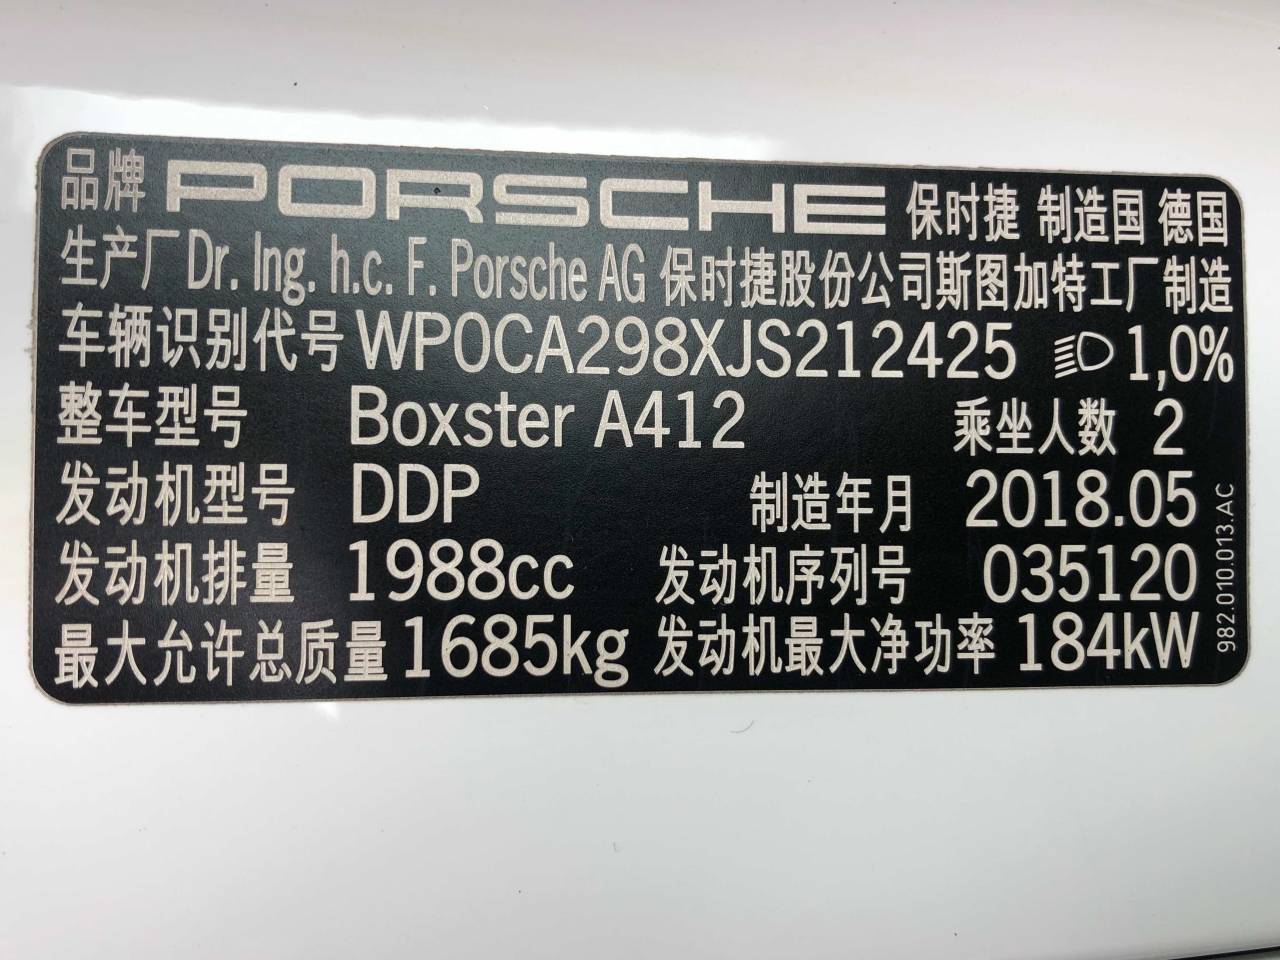 品牌 PORSCHE 保时捷 制造国 德国
生产厂 Dr. Ing. h.c. F. Porsche AG 保时捷股份公司斯图加特工厂制造
车辆识别代号 WP0CA298XJS212425 1,0%
整车型号 Boxster A412 乘坐人数 2
发动机型号 DDP 制造年月 2018.05
发动机排量 1988cc 发动机序列号 035120
最大允许总质量 1685kg 发动机最大净功率 184kW
982.010.013.AC